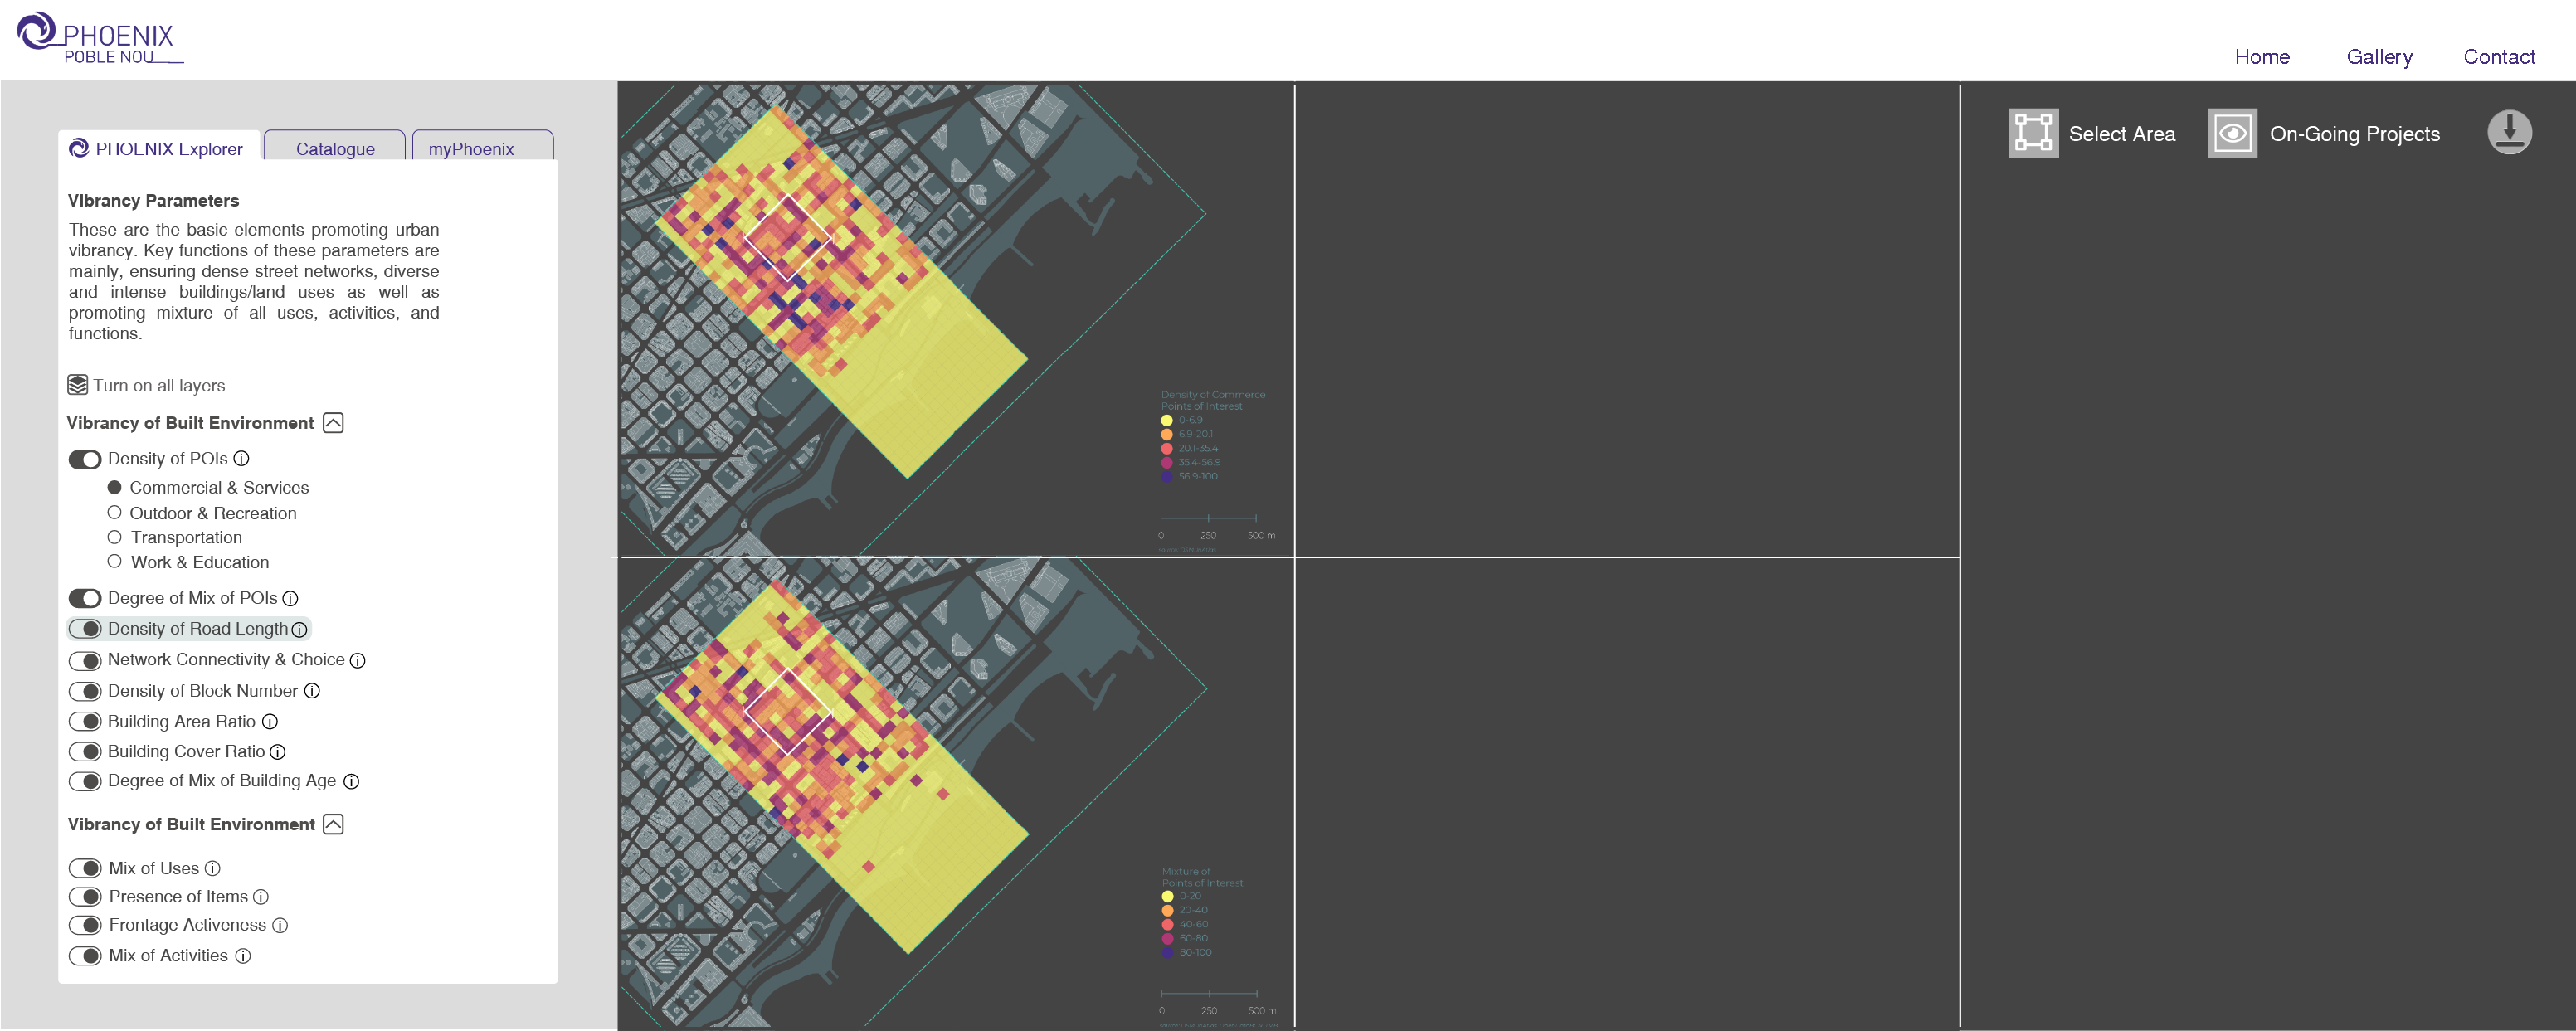 PHOENIX
POBLE NOU
Home
Gallery
Contact
PHOENIX Explorer
Catalogue
myPhoenix
Vibrancy Parameters
These are the basic elements promoting urban
vibrancy. Key functions of these parameters are
mainly, ensuring dense street networks, diverse
and intense buildings/land uses as well as
promoting mixture of all uses, activities, and
functions.
Turn on all layers
Vibrancy of Built Environment
Density of POIs
Commercial & Services
Outdoor & Recreation
Transportation
Work & Education
Degree of Mix of POIs
Density of Road Length
Network Connectivity & Choice
Density of Block Number
Building Area Ratio
Building Cover Ratio
Degree of Mix of Building Age
Vibrancy of Built Environment
Mix of Uses
Presence of Items
Frontage Activeness
Mix of Activities
Density of Commerce
Points of Interest
0-6.9
6.9-20.1
20.1-35.4
35.4-56.9
56.9-100
0 250 500 m
Mixture of
Points of Interest
0-20
20-40
40-60
60-80
80-100
0 250 500 m
Select Area
On-Going Projects